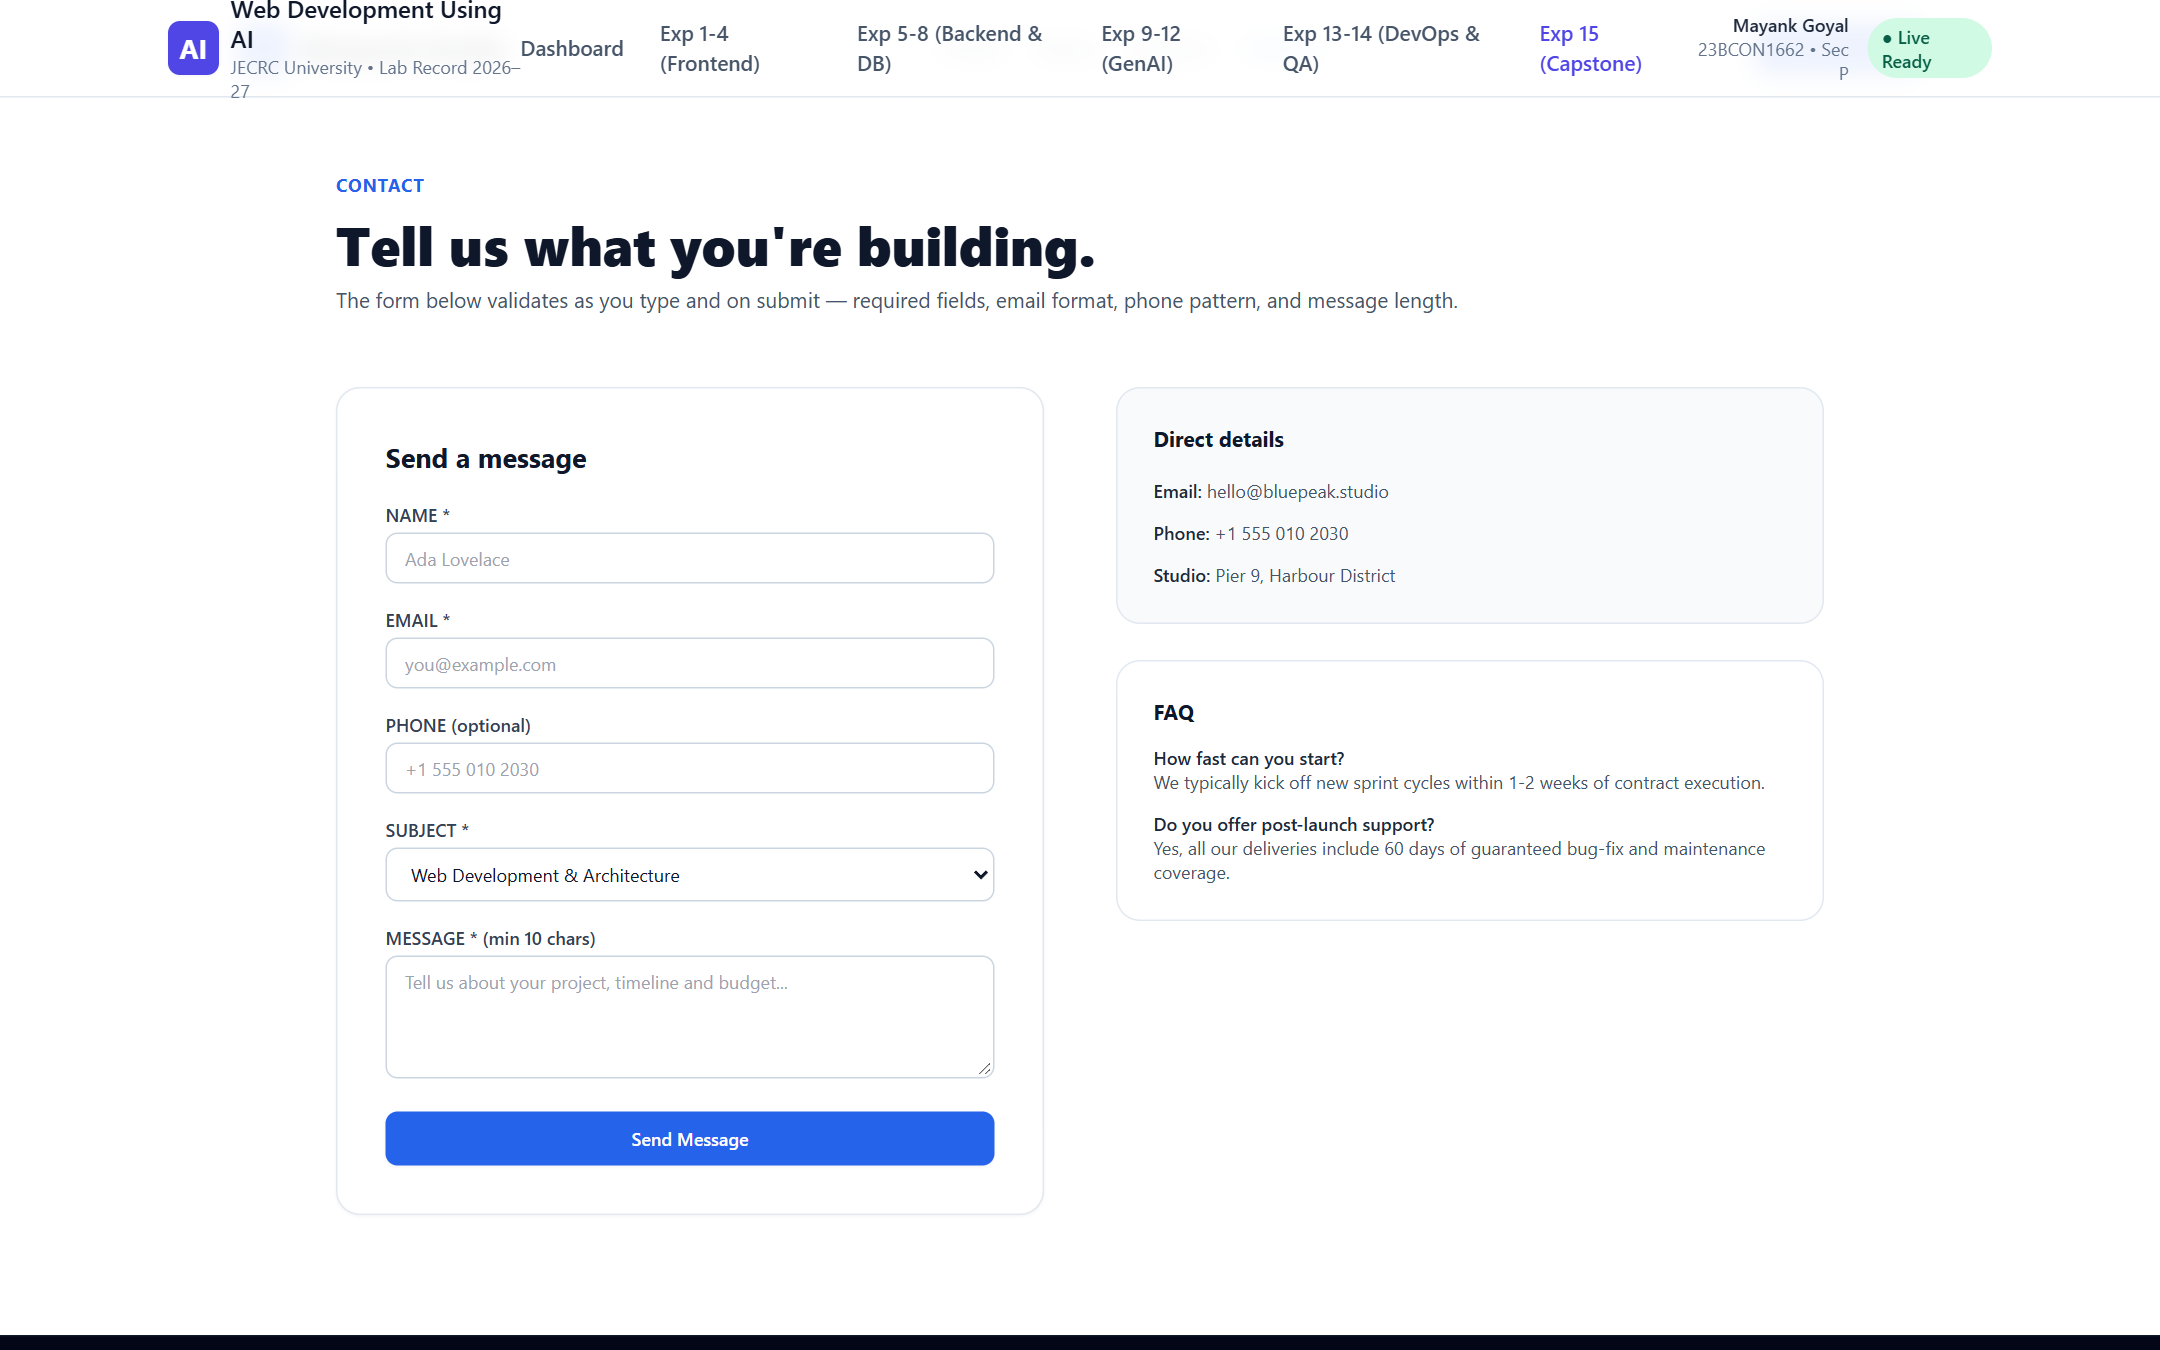 Web Development Using
AI
AI
JECRC University • Lab Record 2026–
27
Dashboard
Exp 1-4
(Frontend)
Exp 5-8 (Backend &
DB)
Exp 9-12
(GenAI)
Exp 13-14 (DevOps &
QA)
Exp 15
(Capstone)
Mayank Goyal
23BCON1662 • Sec
P
● Live
Ready
CONTACT
Tell us what you're building.
The form below validates as you type and on submit — required fields, email format, phone pattern, and message length.
Send a message
NAME *
Ada Lovelace
EMAIL *
you@example.com
PHONE (optional)
+1 555 010 2030
SUBJECT *
Web Development & Architecture
MESSAGE * (min 10 chars)
Tell us about your project, timeline and budget...
Send Message
Direct details
Email: hello@bluepeak.studio
Phone: +1 555 010 2030
Studio: Pier 9, Harbour District
FAQ
How fast can you start?
We typically kick off new sprint cycles within 1-2 weeks of contract execution.
Do you offer post-launch support?
Yes, all our deliveries include 60 days of guaranteed bug-fix and maintenance
coverage.